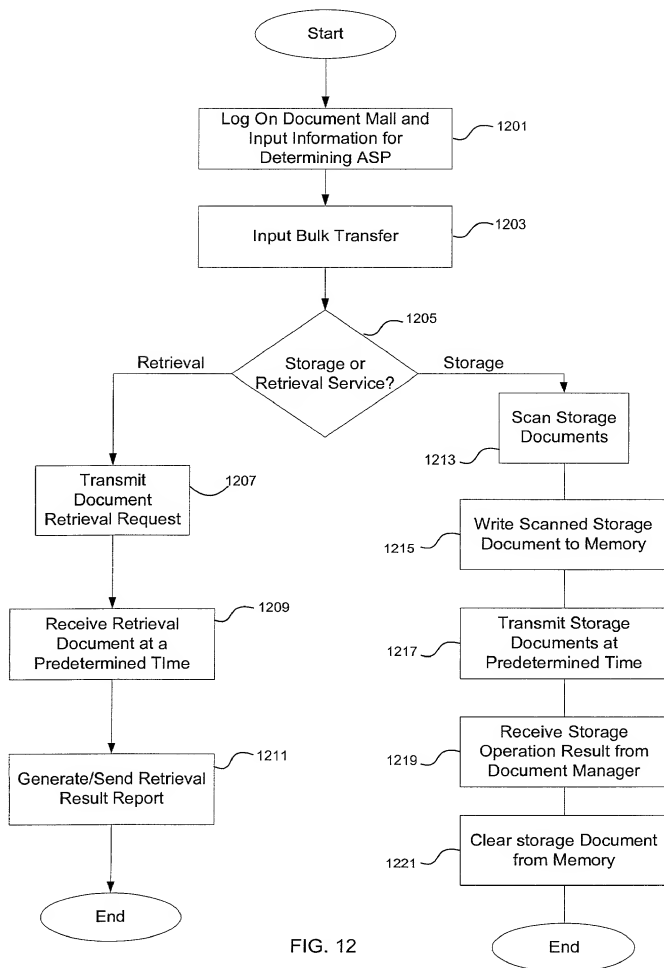 Start
Log On Document Mall and
Input Information for
Determining ASP
1201
Input Bulk Transfer
1203
1205
Storage or
Retrieval Service?
Retrieval
Storage
Transmit
Document
Retrieval Request
1207
Receive Retrieval
Document at a
Predetermined TIme
1209
Generate/Send Retrieval
Result Report
1211
End
Scan Storage
Documents
1213
Write Scanned Storage
Document to Memory
1215
Transmit Storage
Documents at
Predetermined Time
1217
Receive Storage
Operation Result from
Document Manager
1219
Clear storage Document
from Memory
1221
End
FIG. 12